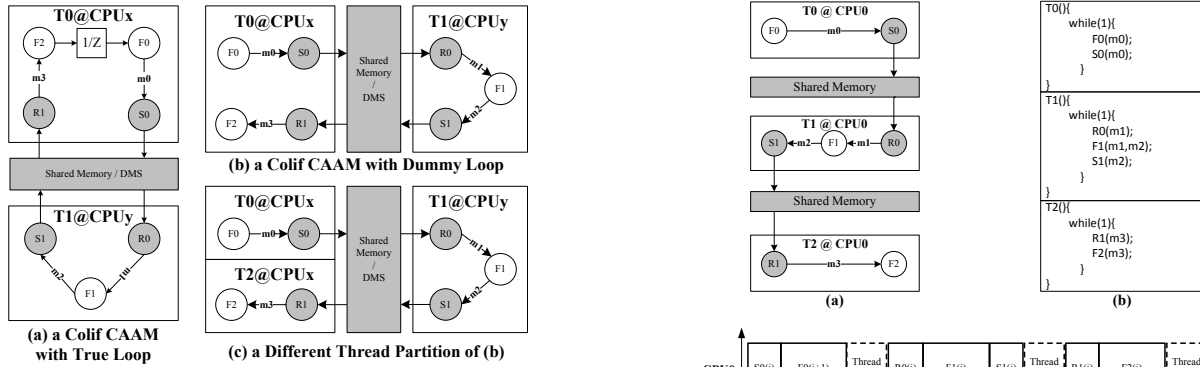 T0@CPUx
F2
1/Z
F0
m3
m0
R1
S0
Shared Memory / DMS
T1@CPUy
S1
R0
m2
m1
F1
(a) a Colif CAAM
with True Loop
T0@CPUx
T1@CPUy
F0
m0
S0
Shared
Memory
/
DMS
R0
m1
F1
F2
m3
R1
S1
m2
(b) a Colif CAAM with Dummy Loop
T0@CPUx
T1@CPUy
F0
m0
S0
T2@CPUx
Shared
Memory
/
DMS
R0
m1
F1
F2
m3
R1
S1
m2
(c) a Different Thread Partition of (b)
T0 @ CPU0
F0
m0
S0
Shared Memory
T1 @ CPU0
S1
m2
F1
m1
R0
Shared Memory
T2 @ CPU0
R1
m3
F2
(a)
T0(){
while(1){
F0(m0);
S0(m0);
}
}
T1(){
while(1){
R0(m1);
F1(m1,m2);
S1(m2);
}
}
T2(){
while(1){
R1(m3);
F2(m3);
}
}
(b)
Thread
Thread
Thread